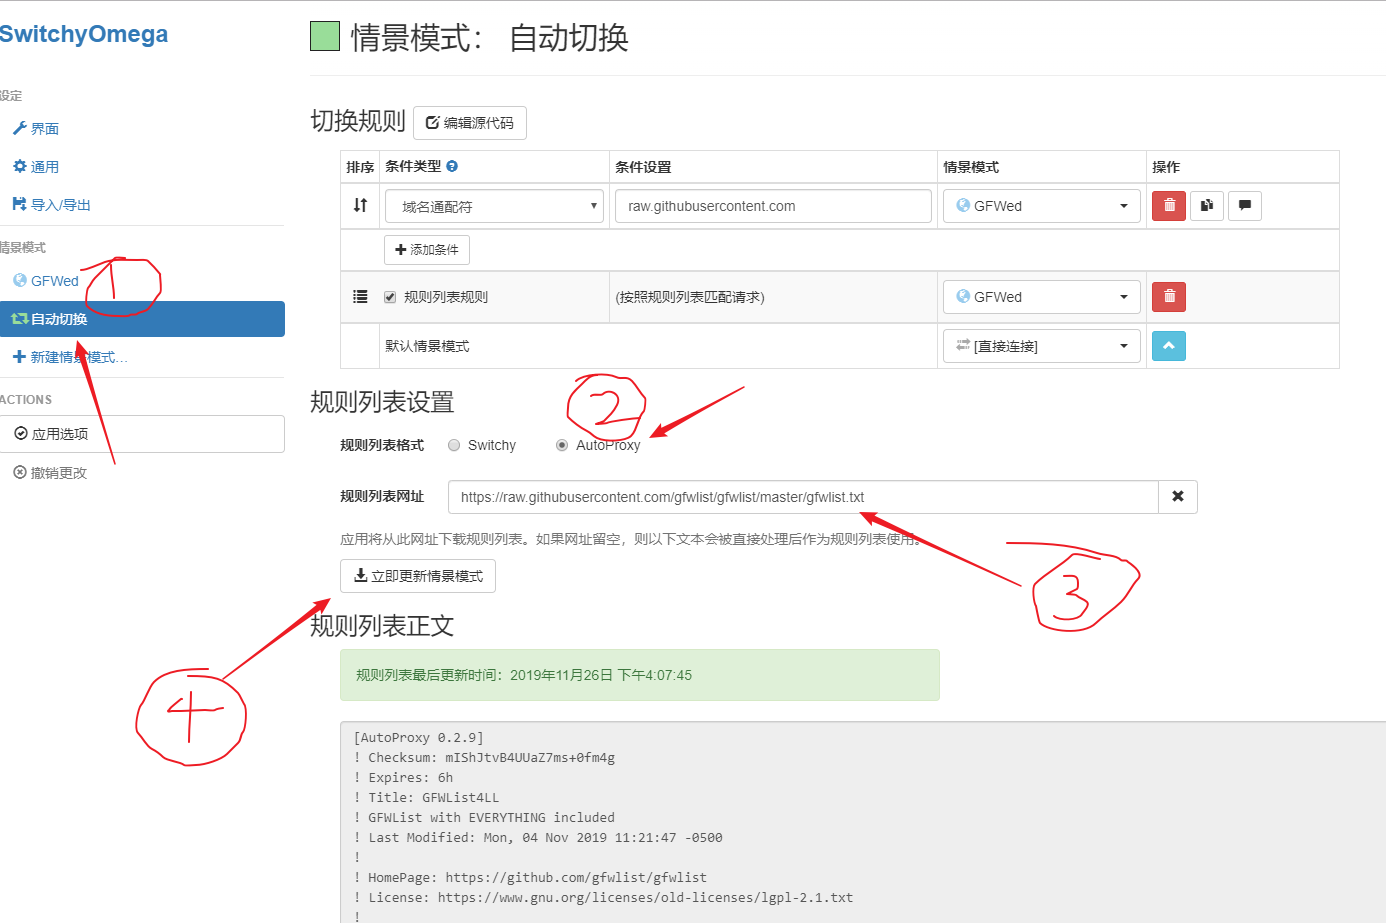 SwitchyOmega
设定
界面
通用
导入/导出
情景模式
GFWed
1
自动切换
新建情景模式…
ACTIONS
应用选项
撤销更改
情景模式： 自动切换
切换规则 编辑源代码
排序 条件类型 条件设置 情景模式 操作
域名通配符 raw.githubusercontent.com GFWed
添加条件
规则列表规则 (按照规则列表匹配请求) GFWed
默认情景模式 [直接连接]
规则列表设置
2
规则列表格式 Switchy AutoProxy
规则列表网址 https://raw.githubusercontent.com/gfwlist/gfwlist/master/gfwlist.txt
应用将从此网址下载规则列表。如果网址留空，则以下文本会被直接处理后作为规则列表使用。
3
立即更新情景模式
4
规则列表正文
规则列表最后更新时间：2019年11月26日 下午4:07:45
[AutoProxy 0.2.9]
! Checksum: mIShJtvB4UUaZ7ms+0fm4g
! Expires: 6h
! Title: GFWList4LL
! GFWList with EVERYTHING included
! Last Modified: Mon, 04 Nov 2019 11:21:47 -0500
!
! HomePage: https://github.com/gfwlist/gfwlist
! License: https://www.gnu.org/licenses/old-licenses/lgpl-2.1.txt
!